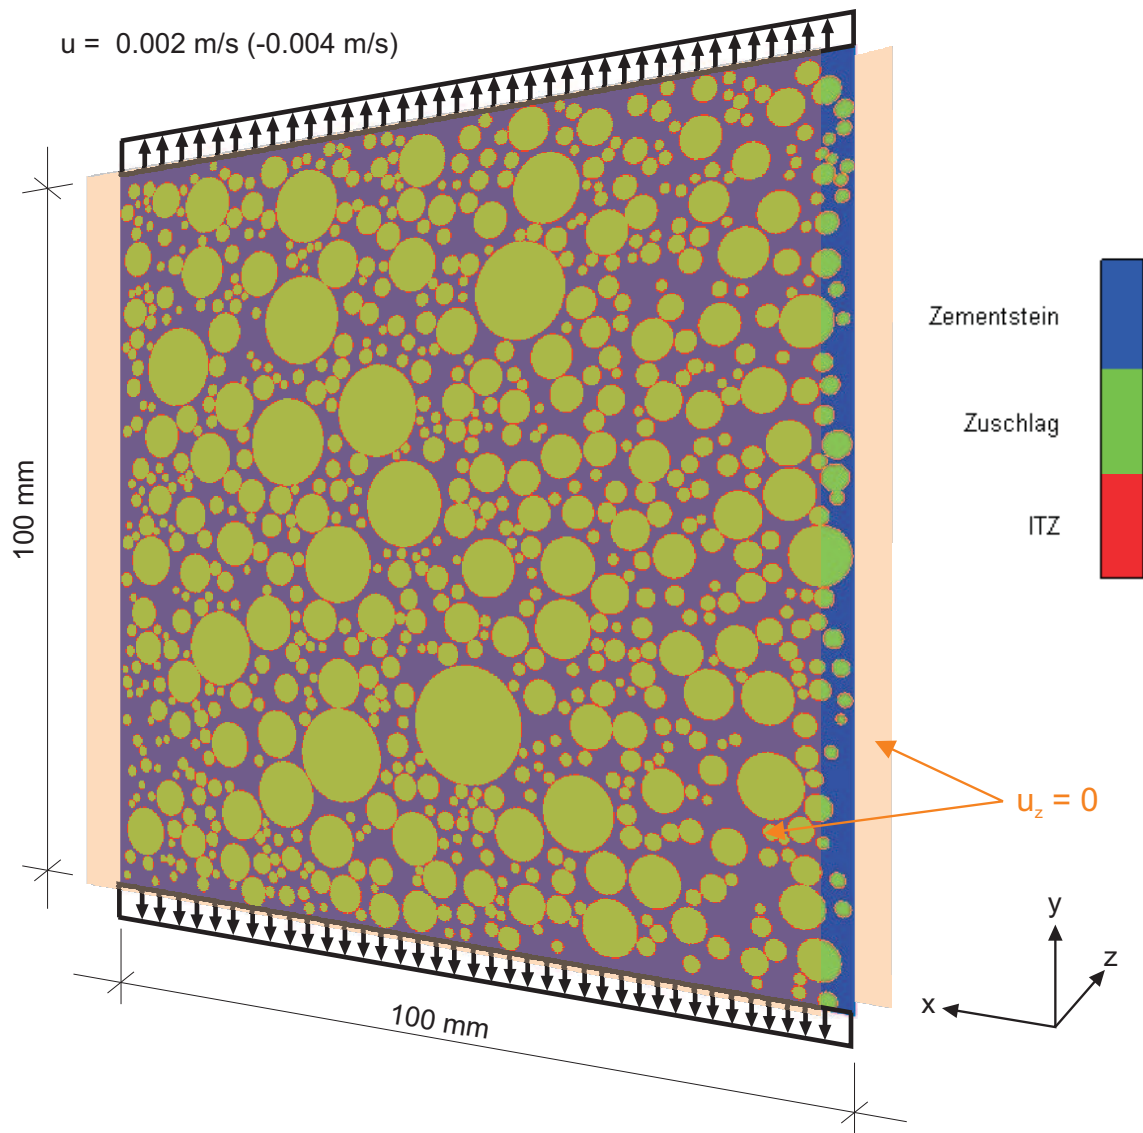 u = 0.002 m/s (-0.004 m/s)
Zementstein
Zuschlag
ITZ
100 mm
u_z = 0
y
z
x
100 mm